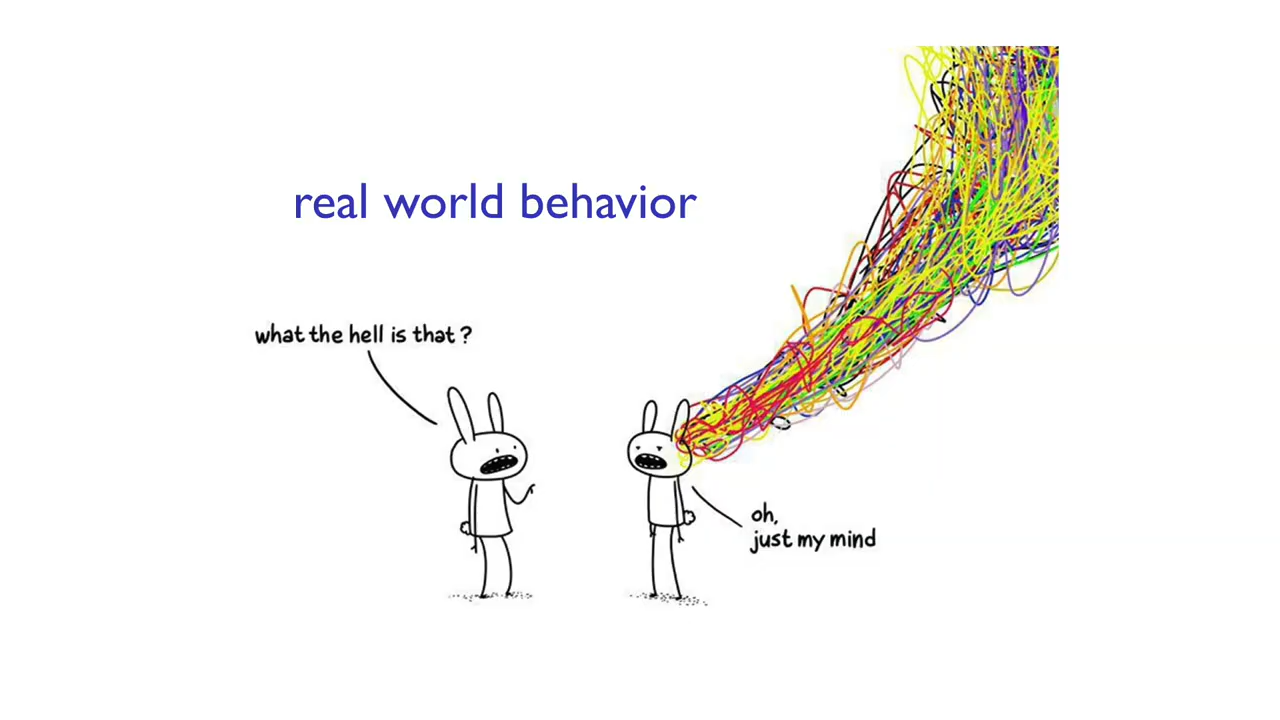 real world behavior
what the hell is that ?
oh,
just my mind